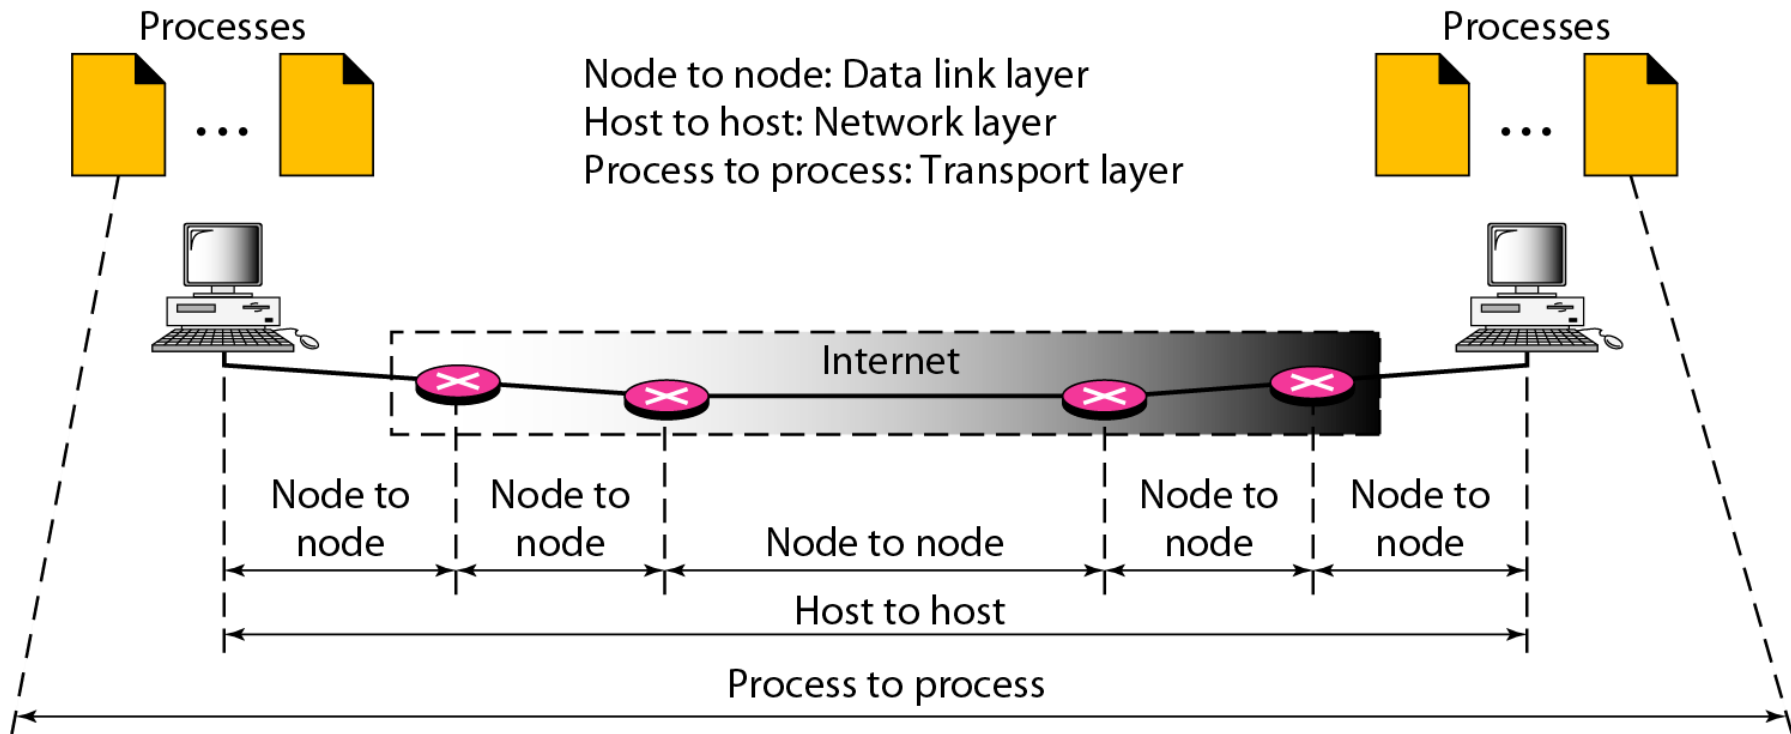 Processes
Processes
Node to node: Data link layer
Host to host: Network layer
Process to process: Transport layer
Internet
Node to
node
Node to
node
Node to node
Node to
node
Node to
node
Host to host
Process to process